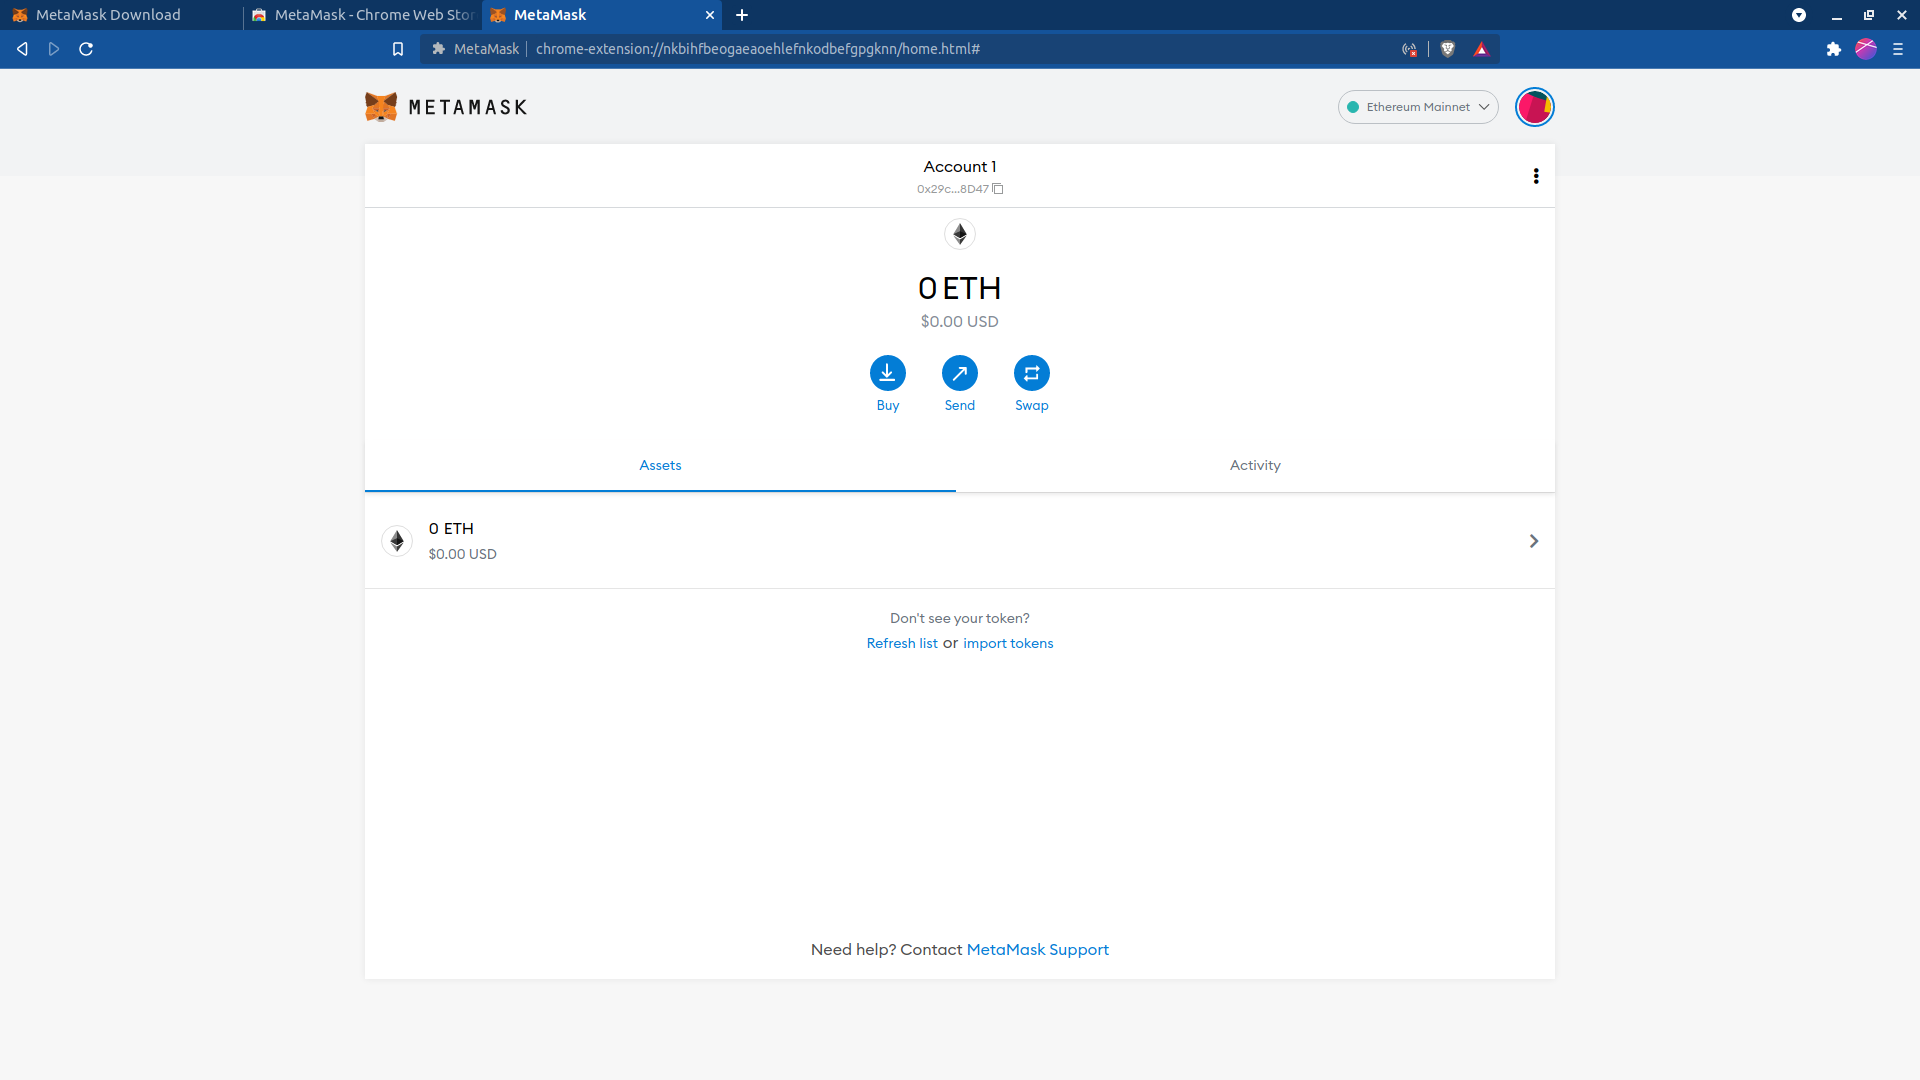 MetaMask Download
MetaMask - Chrome Web Stor
MetaMask
MetaMask
chrome-extension://nkbihfbeogaeaoehlefnkodbefgpgknn/home.html#
METAMASK
Ethereum Mainnet
Account 1
0x29c...8D47
0 ETH
$0.00 USD
Buy
Send
Swap
Assets
Activity
0 ETH
$0.00 USD
Don't see your token?
Refresh list or import tokens
Need help? Contact MetaMask Support